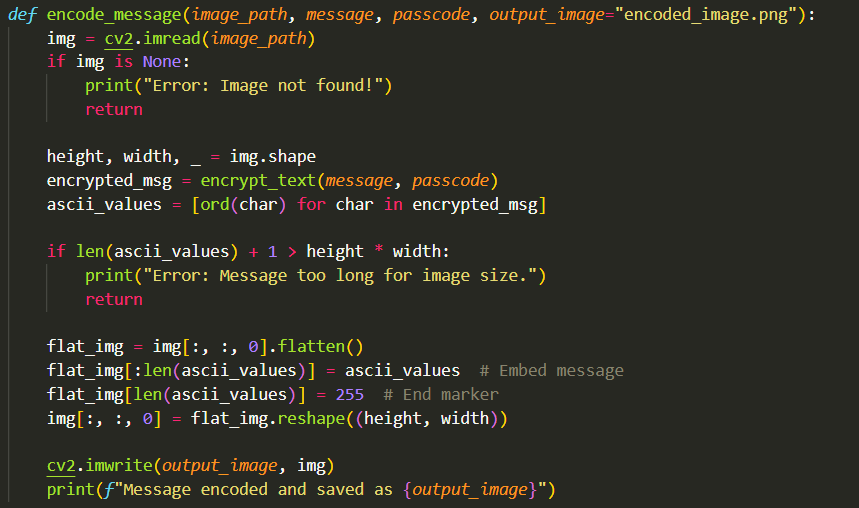 def encode_message(image_path, message, passcode, output_image="encoded_image.png"):
    img = cv2.imread(image_path)
    if img is None:
        print("Error: Image not found!")
        return

    height, width, _ = img.shape
    encrypted_msg = encrypt_text(message, passcode)
    ascii_values = [ord(char) for char in encrypted_msg]

    if len(ascii_values) + 1 > height * width:
        print("Error: Message too long for image size.")
        return

    flat_img = img[:, :, 0].flatten()
    flat_img[:len(ascii_values)] = ascii_values  # Embed message
    flat_img[len(ascii_values)] = 255  # End marker
    img[:, :, 0] = flat_img.reshape((height, width))

    cv2.imwrite(output_image, img)
    print(f"Message encoded and saved as {output_image}")